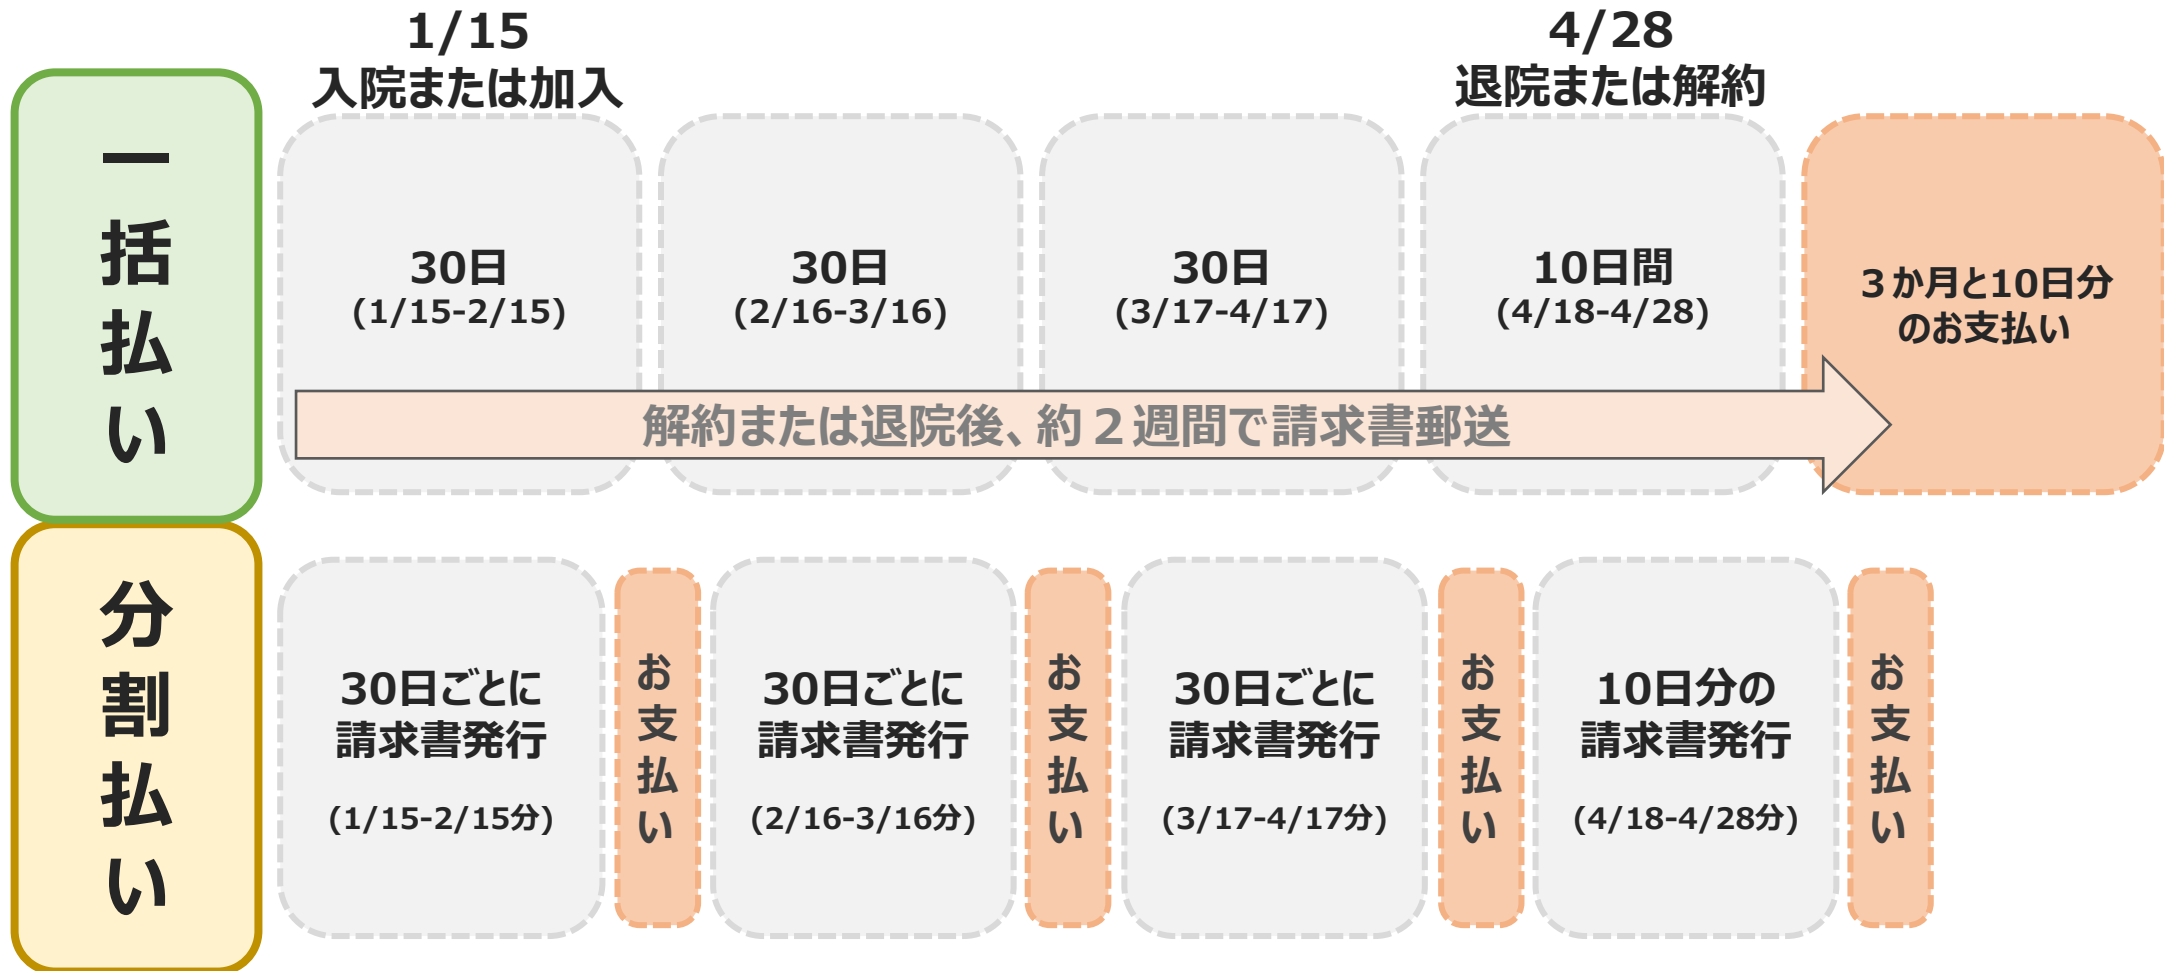 1/15
入院または加入
4/28
退院または解約
一括払い
30日
(1/15-2/15)
30日
(2/16-3/16)
30日
(3/17-4/17)
10日間
(4/18-4/28)
３か月と10日分
のお支払い
解約または退院後、約２週間で請求書郵送
分割払い
30日ごとに
請求書発行
(1/15-2/15分)
お支払い
30日ごとに
請求書発行
(2/16-3/16分)
お支払い
30日ごとに
請求書発行
(3/17-4/17分)
お支払い
10日分の
請求書発行
(4/18-4/28分)
お支払い